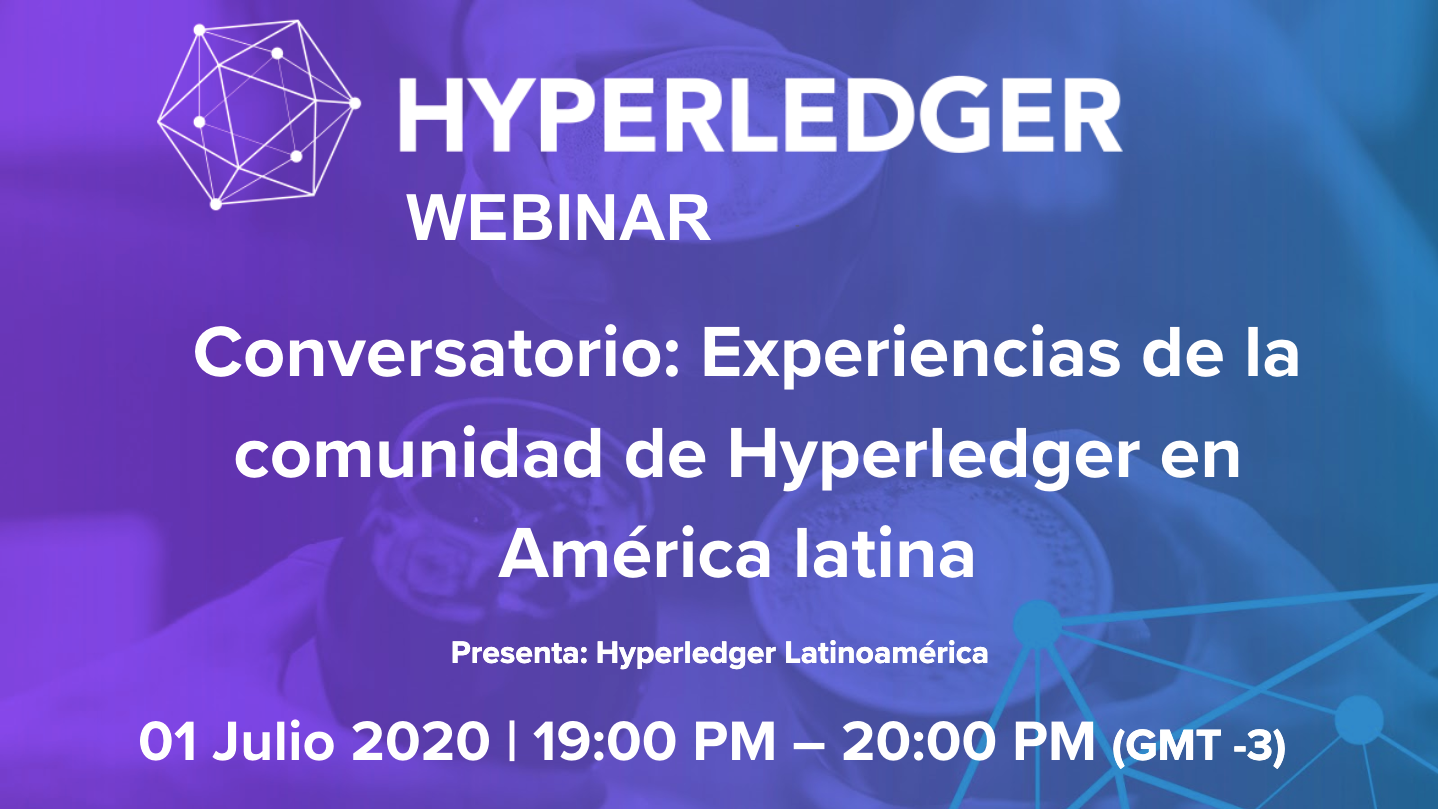 HYPERLEDGER
WEBINAR
Conversatorio: Experiencias de la
comunidad de Hyperledger en
América latina
Presenta: Hyperledger Latinoamérica
01 Julio 2020 | 19:00 PM – 20:00 PM (GMT -3)